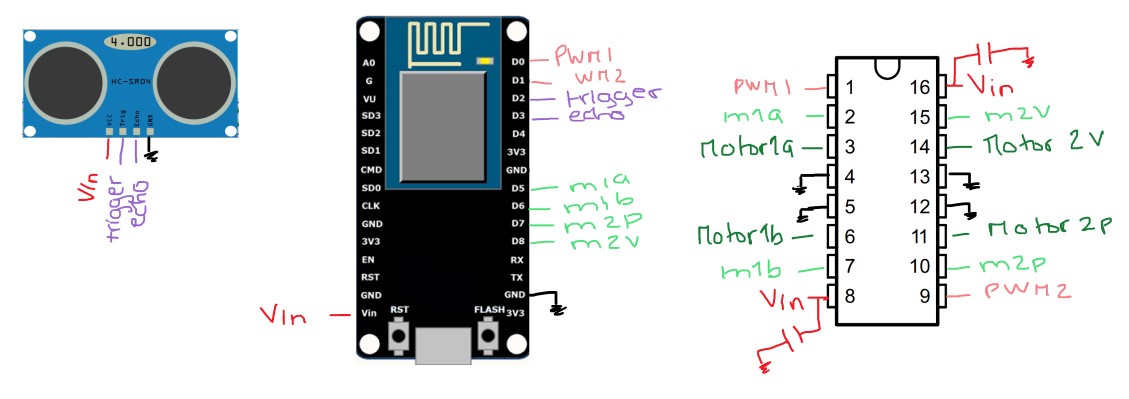 4.000
HC-SR04
VCC
Trig
Echo
GND
Vin
trigger
echo
A0
G
VU
SD3
SD2
SD1
CMD
SD0
CLK
GND
3V3
EN
RST
GND
Vin
Vin
RST
FLASH
D0 PWM1
D1 WM2
D2 trigger
D3 echo
D4
3V3
GND
D5 m1a
D6 m1b
D7 m2p
D8 m2v
RX
TX
GND
3V3
PWM1 1
m1a 2
Motor1a 3
4
5
Motor1b 6
m1b 7
Vin 8
16 Vin
15 m2v
14 Motor 2v
13
12
11 Motor 2p
10 m2p
9 PWM2